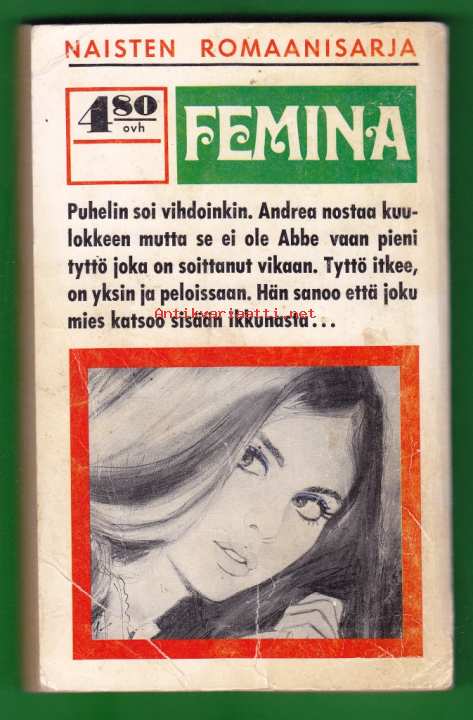 NAISTEN ROMAANISARJA
4 80
ovh
FEMINA
Puhelin soi vihdoinkin. Andrea nostaa kuu-
lokkeen mutta se ei ole Abbe vaan pieni
tyttö joka on soittanut vikaan. Tyttö itkee,
on yksin ja peloissaan. Hän sanoo että joku
Antikvariaatti.net
mies katsoo sisään ikkunasta...